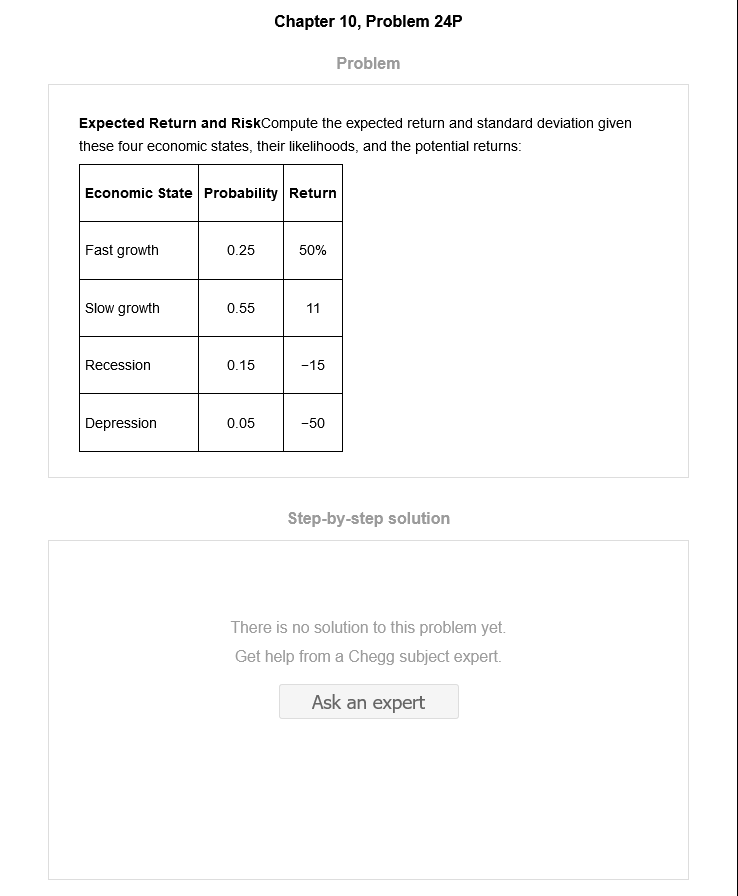 Chapter 10, Problem 24P
Problem
Expected Return and RiskCompute the expected return and standard deviation given
these four economic states, their likelihoods, and the potential returns:
Economic State Probability Return
Fast growth 0.25 50%
Slow growth 0.55 11
Recession 0.15 −15
Depression 0.05 −50
Step-by-step solution
There is no solution to this problem yet.
Get help from a Chegg subject expert.
Ask an expert